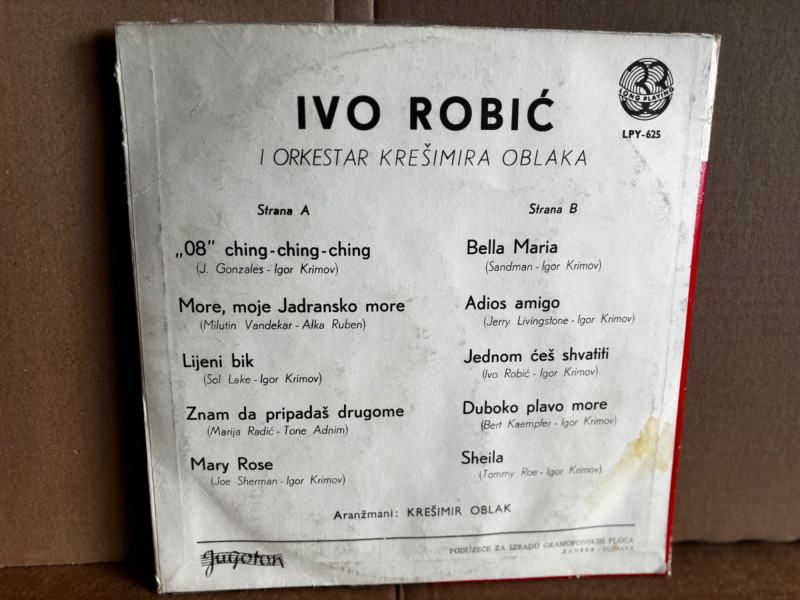 IVO ROBIĆ
I ORKESTAR KREŠIMIRA OBLAKA
LONG PLAYING
33
LPY-625
Strana A
„08” ching-ching-ching
(J. Gonzales - Igor Krimov)
More, moje Jadransko more
(Milutin Vandekar - Alka Ruben)
Lijeni bik
(Sol Lake - Igor Krimov)
Znam da pripadaš drugome
(Marija Radić - Tone Adnim)
Mary Rose
(Joe Sherman - Igor Krimov)
Strana B
Bella Maria
(Sandman - Igor Krimov)
Adios amigo
(Jerry Livingstone - Igor Krimov)
Jednom ćeš shvatiti
(Ivo Robić - Igor Krimov)
Duboko plavo more
(Bert Kaempfer - Igor Krimov)
Sheila
(Tommy Roe - Igor Krimov)
Aranžmani: KREŠIMIR OBLAK
Jugoton
PODUZEĆE ZA IZRADU GRAMOFONSKIH PLOČA
ZAGREB -